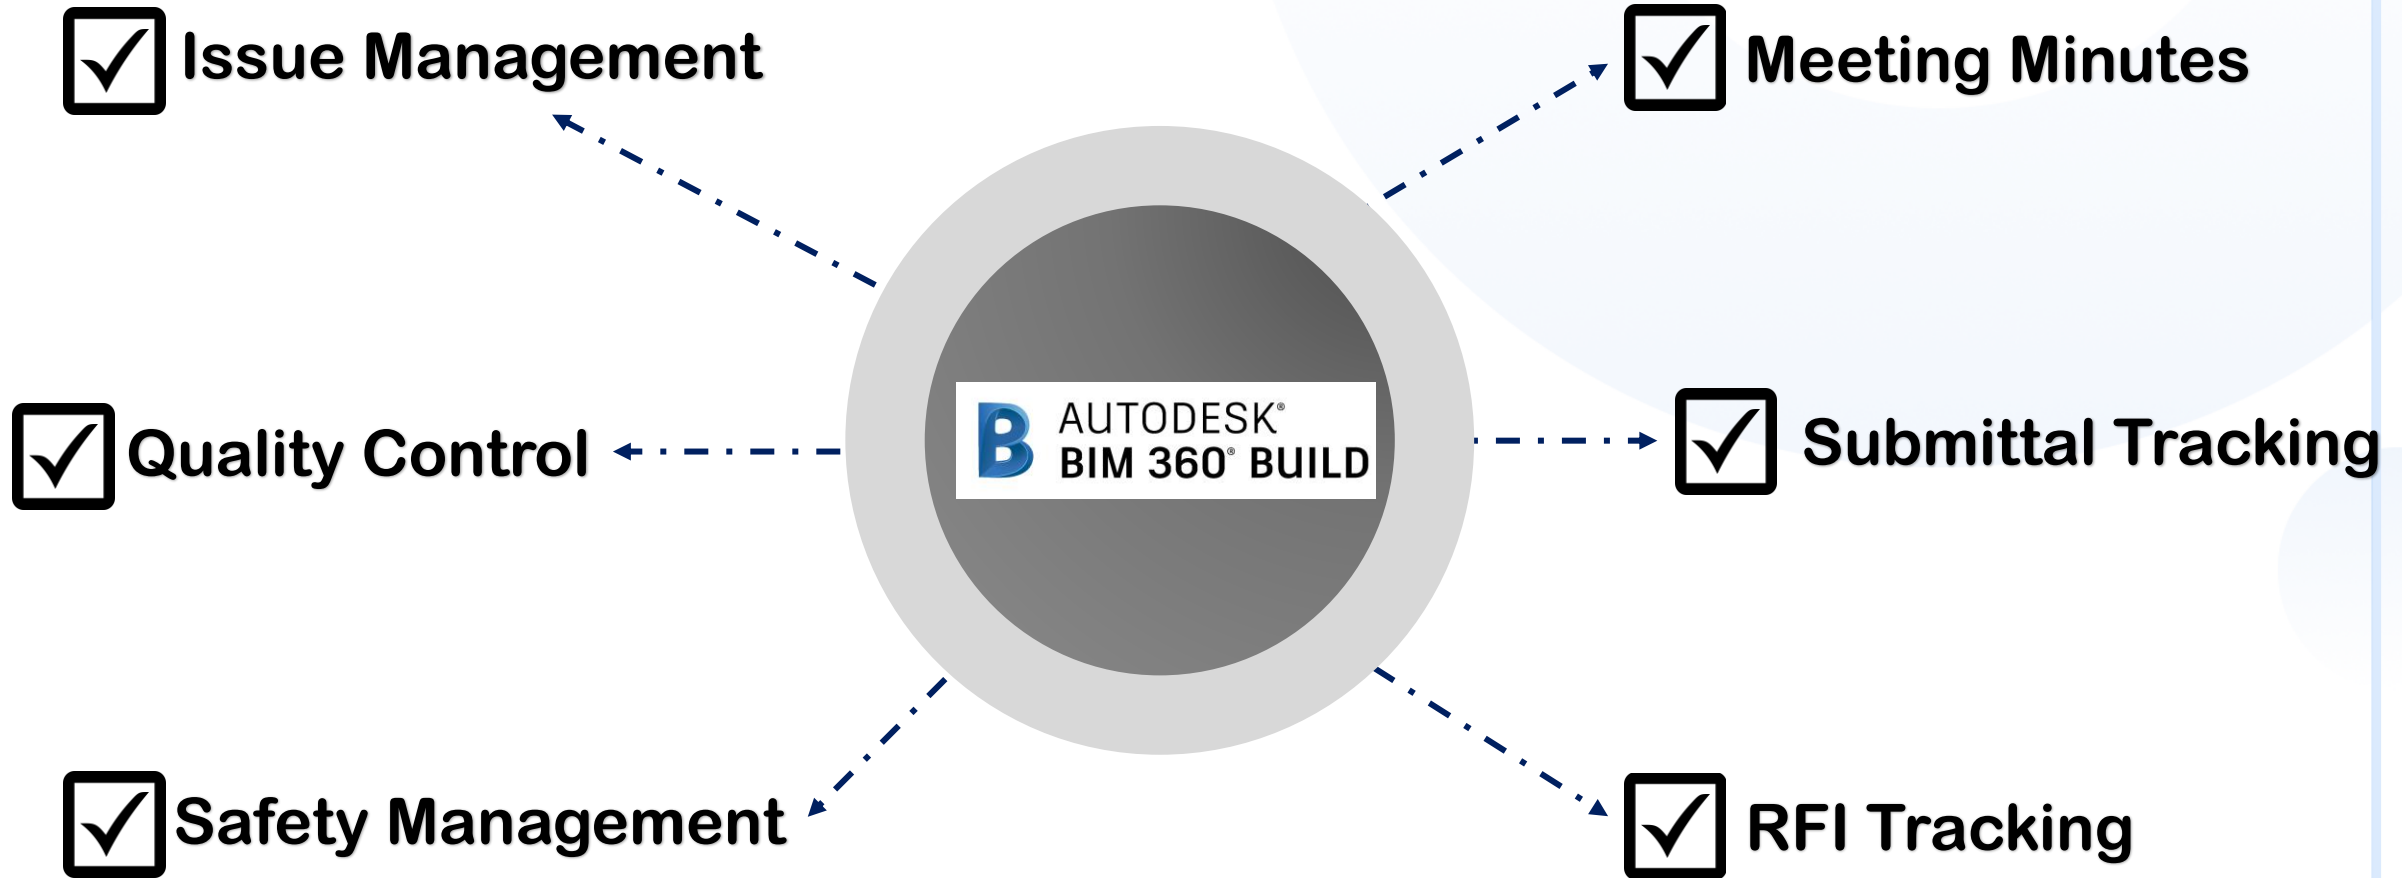 Issue Management
Meeting Minutes
AUTODESK®
BIM 360® BUILD
Quality Control
Submittal Tracking
Safety Management
RFI Tracking